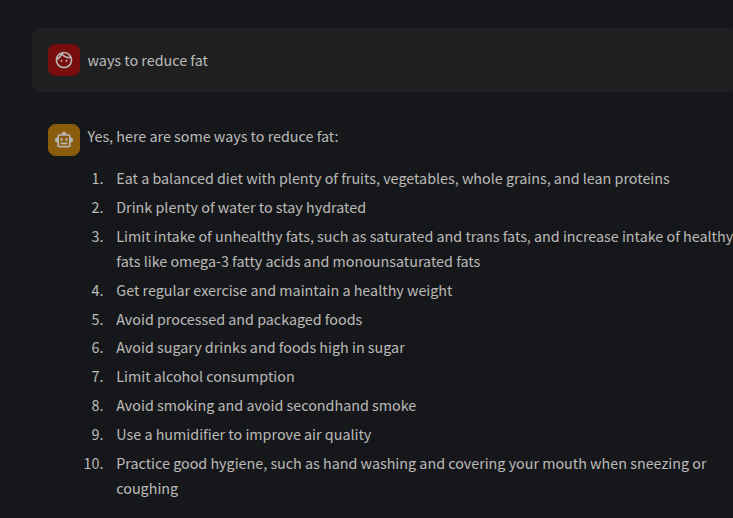 ways to reduce fat
Yes, here are some ways to reduce fat:
1. Eat a balanced diet with plenty of fruits, vegetables, whole grains, and lean proteins
2. Drink plenty of water to stay hydrated
3. Limit intake of unhealthy fats, such as saturated and trans fats, and increase intake of healthy
fats like omega-3 fatty acids and monounsaturated fats
4. Get regular exercise and maintain a healthy weight
5. Avoid processed and packaged foods
6. Avoid sugary drinks and foods high in sugar
7. Limit alcohol consumption
8. Avoid smoking and avoid secondhand smoke
9. Use a humidifier to improve air quality
10. Practice good hygiene, such as hand washing and covering your mouth when sneezing or
coughing